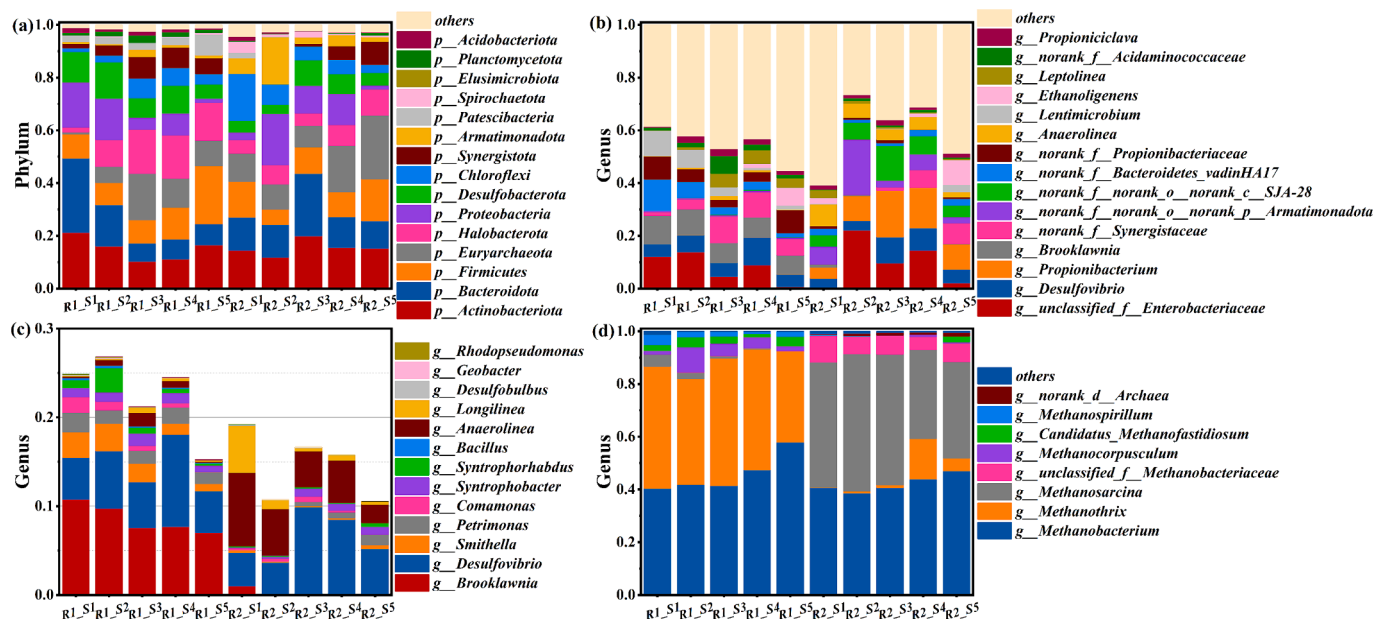 (a)
Phylum
1.0
0.8
0.6
0.4
0.2
0.0
R1_S1
R1_S2
R1_S3
R1_S4
R1_S5
R2_S1
R2_S2
R2_S3
R2_S4
R2_S5
others
p__Acidobacteriota
p__Planctomycetota
p__Elusimicrobiota
p__Spirochaetota
p__Patescibacteria
p__Armatimonadota
p__Synergistota
p__Chloroflexi
p__Desulfobacterota
p__Proteobacteria
p__Halobacterota
p__Euryarchaeota
p__Firmicutes
p__Bacteroidota
p__Actinobacteriota
(b)
Genus
1.0
0.8
0.6
0.4
0.2
0.0
R1_S1
R1_S2
R1_S3
R1_S4
R1_S5
R2_S1
R2_S2
R2_S3
R2_S4
R2_S5
others
g__Propioniciclava
g__norank_f__Acidaminococcaceae
g__Leptolinea
g__Ethanoligenens
g__Lentimicrobium
g__Anaerolinea
g__norank_f__Propionibacteriaceae
g__norank_f__Bacteroidetes_vadinHA17
g__norank_f__norank_o__norank_c__SJA-28
g__norank_f__norank_o__norank_p__Armatimonadota
g__norank_f__Synergistaceae
g__Brooklawnia
g__Propionibacterium
g__Desulfovibrio
g__unclassified_f__Enterobacteriaceae
(c)
Genus
0.3
0.2
0.1
0.0
R1_S1
R1_S2
R1_S3
R1_S4
R1_S5
R2_S1
R2_S2
R2_S3
R2_S4
R2_S5
g__Rhodopseudomonas
g__Geobacter
g__Desulfobulbus
g__Longilinea
g__Anaerolinea
g__Bacillus
g__Syntrophorhabdus
g__Syntrophobacter
g__Comamonas
g__Petrimonas
g__Smithella
g__Desulfovibrio
g__Brooklawnia
(d)
Genus
1.0
0.8
0.6
0.4
0.2
0.0
R1_S1
R1_S2
R1_S3
R1_S4
R1_S5
R2_S1
R2_S2
R2_S3
R2_S4
R2_S5
others
g__norank_d__Archaea
g__Methanospirillum
g__Candidatus_Methanofastidiosum
g__Methanocorpusculum
g__unclassified_f__Methanobacteriaceae
g__Methanosarcina
g__Methanothrix
g__Methanobacterium